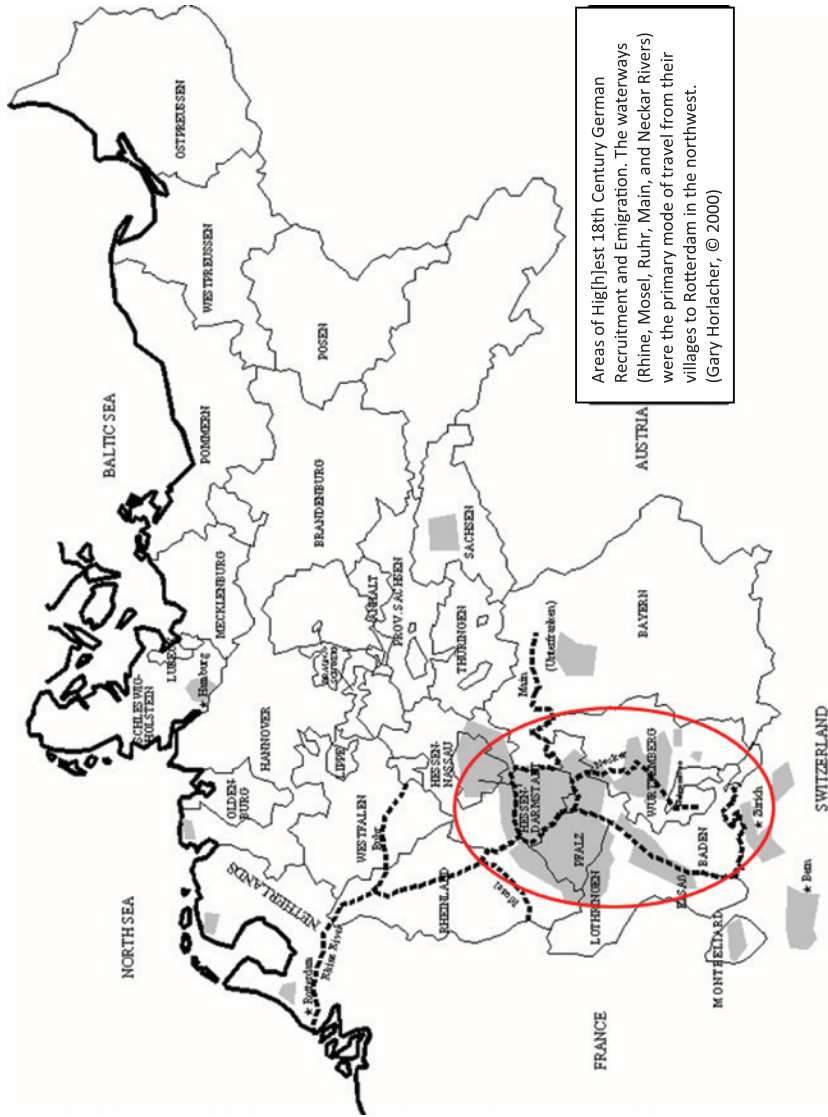 BALTIC SEA
NORTH SEA
SCHLESWIG-
HOLSTEIN
★ Hamburg
MECKLENBURG
POMMERN
WESTPREUSSEN
OSTPREUSSEN
OLDEN-
BURG
HANNOVER
BRANDENBURG
POSEN
NETHERLANDS
★ Rotterdam
Rhine River
WESTFALEN
Ruhr
LIPPE
ANHALT
PROV. SACHSEN
RHEINLAND
HESSEN-
NASSAU
THURINGEN
SACHSEN
Mosel
HESSEN-
DARMSTADT
Main
(Unterfranken)
LOTHRINGEN
PFALZ
Neckar
WÜRTTEMBERG
BAYERN
ELSAß
BADEN
MONTBELIARD
★ Zürich
★ Bern
FRANCE
SWITZERLAND
AUSTRIA
Areas of Hig[h]est 18th Century German
Recruitment and Emigration. The waterways
(Rhine, Mosel, Ruhr, Main, and Neckar Rivers)
were the primary mode of travel from their
villages to Rotterdam in the northwest.
(Gary Horlacher, © 2000)